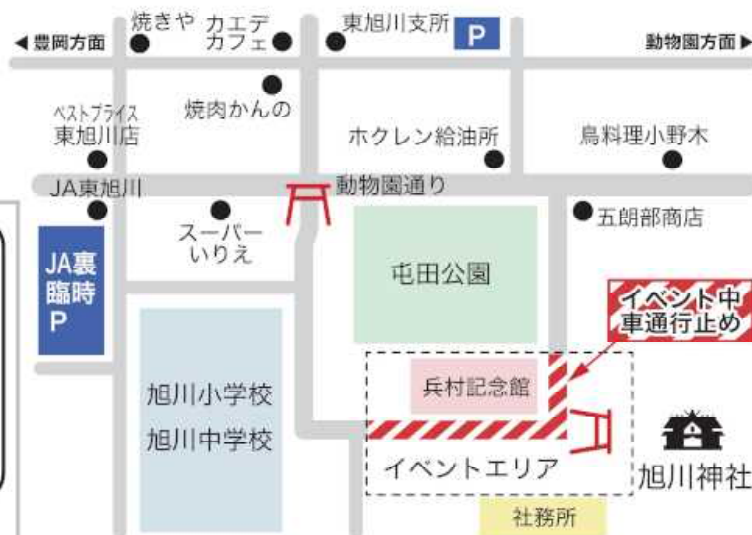 焼きや
カエデ
カフェ
東旭川支所
P
◀豊岡方面
動物園方面▶
焼肉かんの
ベストプライス
東旭川店
ホクレン給油所
鳥料理小野木
JA東旭川
動物園通り
スーパー
いりえ
五朗部商店
JA裏
臨時
P
屯田公園
イベント中
車通行止め
兵村記念館
旭川小学校
旭川中学校
イベントエリア
旭川神社
社務所